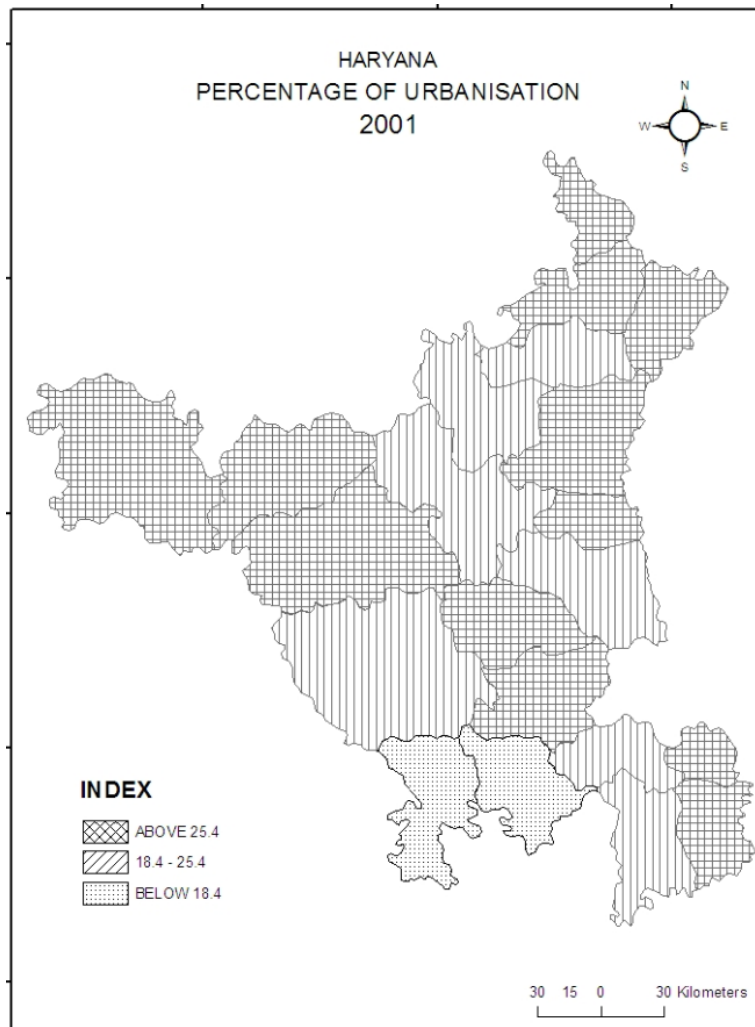 HARYANA
PERCENTAGE OF URBANISATION
2001
N
W E
S
INDEX
ABOVE 25.4
18.4 - 25.4
BELOW 18.4
30 15 0 30 Kilometers